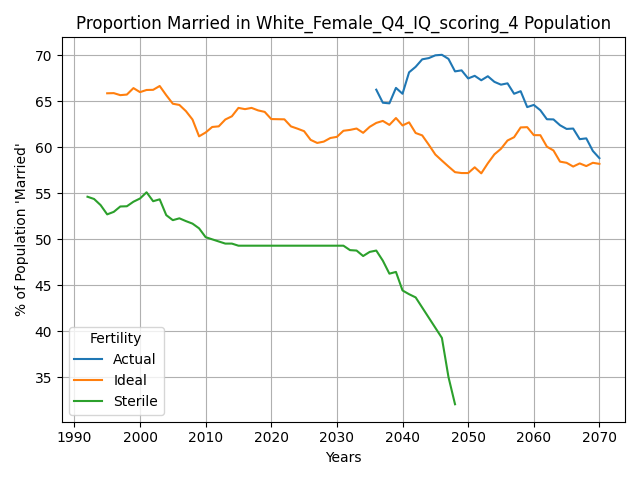 Proportion Married in White_Female_Q4_IQ_scoring_4 Population
% of Population 'Married'
70
65
60
55
50
45
40
35
Fertility
Actual
Ideal
Sterile
1990 2000 2010 2020 2030 2040 2050 2060 2070
Years